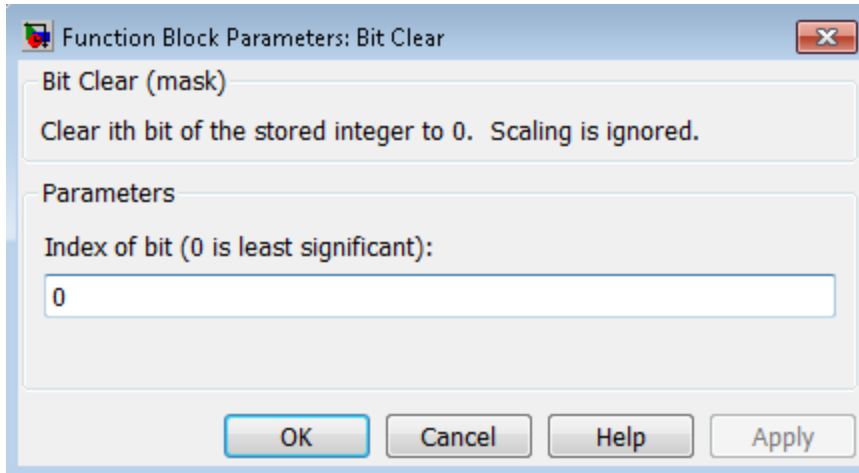 Function Block Parameters: Bit Clear
Bit Clear (mask)
Clear ith bit of the stored integer to 0.  Scaling is ignored.
Parameters
Index of bit (0 is least significant):
0
OK Cancel Help Apply